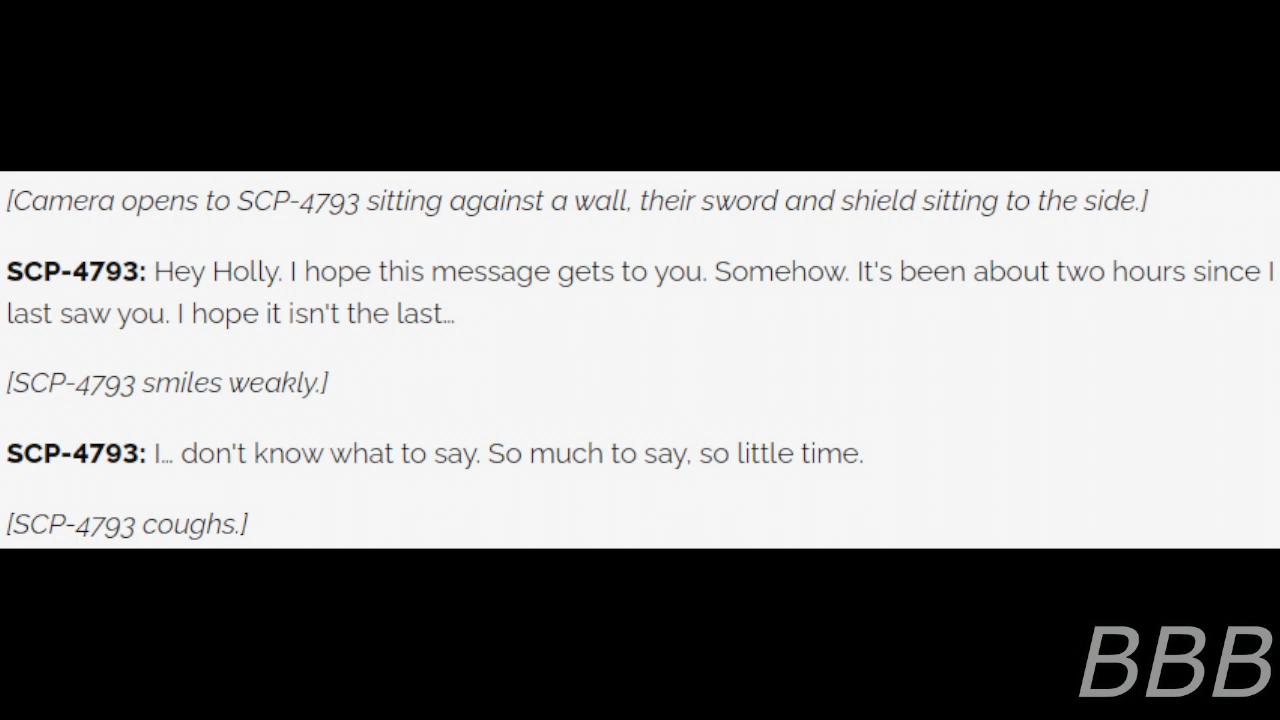 [Camera opens to SCP-4793 sitting against a wall, their sword and shield sitting to the side.]
SCP-4793: Hey Holly. I hope this message gets to you. Somehow. It's been about two hours since I
last saw you. I hope it isn't the last…
[SCP-4793 smiles weakly.]
SCP-4793: I… don't know what to say. So much to say, so little time.
[SCP-4793 coughs.]
BBB